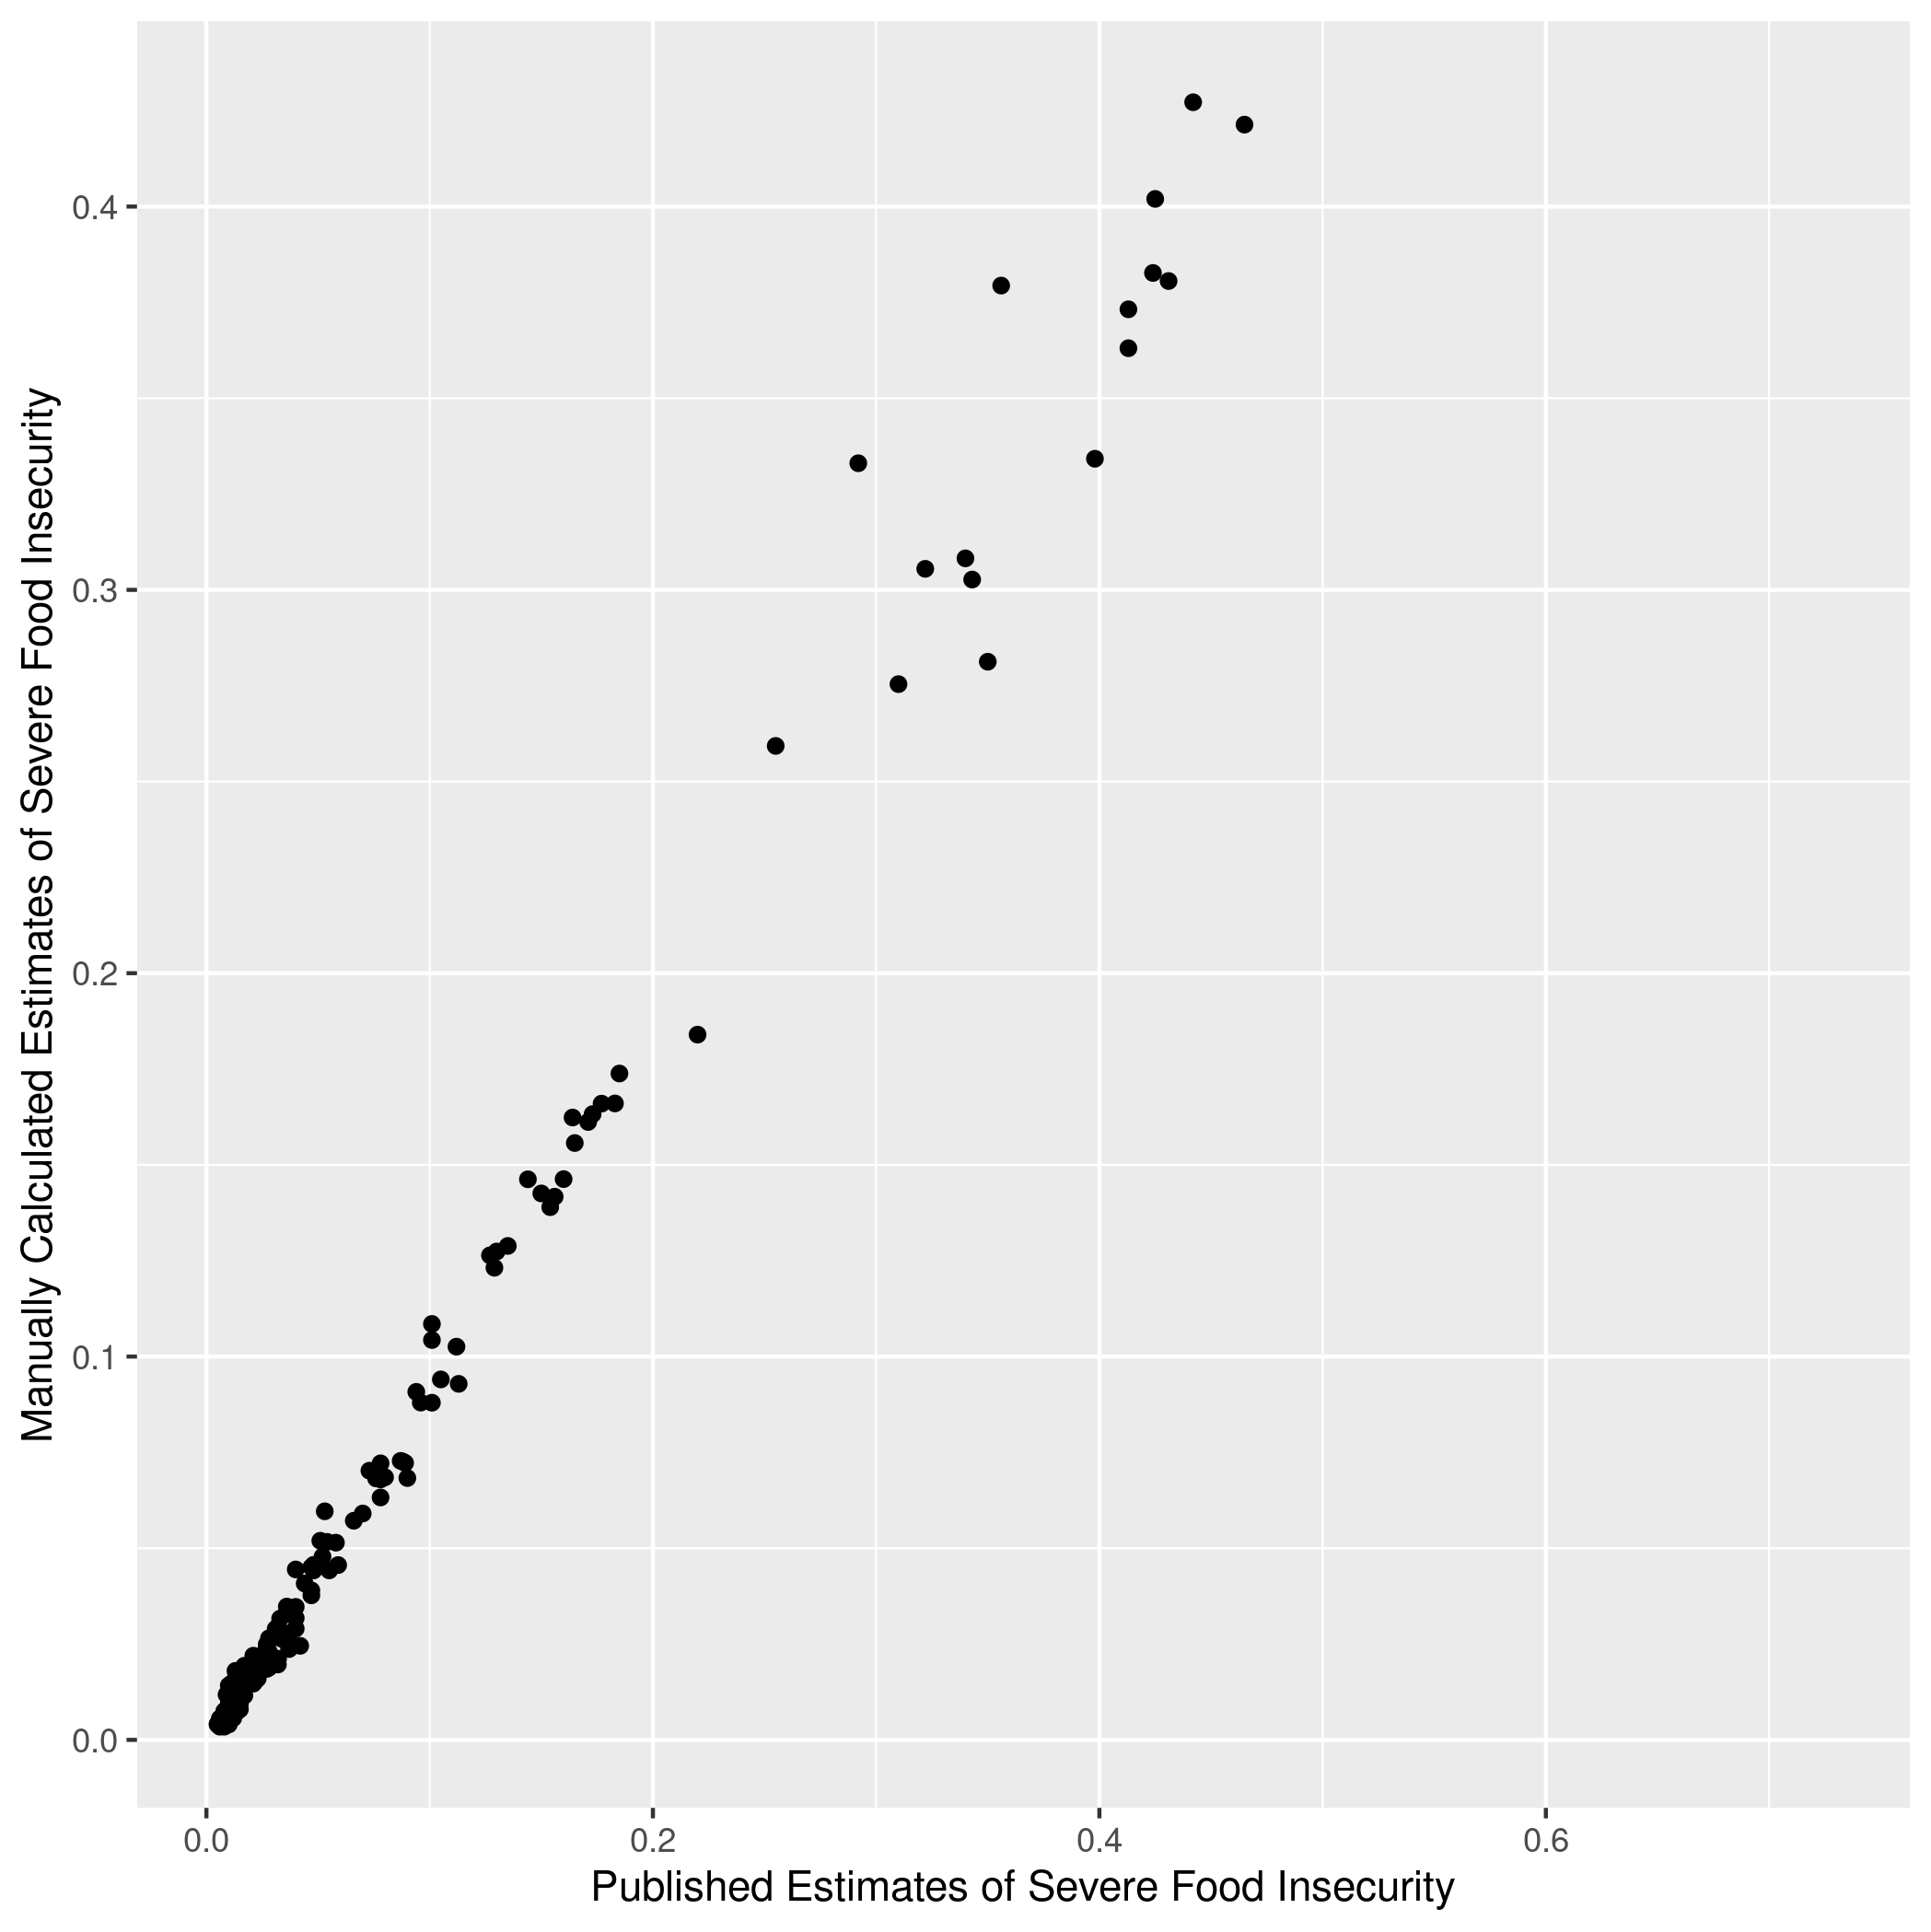 Manually Calculated Estimates of Severe Food Insecurity
0.4
0.3
0.2
0.1
0.0
0.0 0.2 0.4 0.6
Published Estimates of Severe Food Insecurity